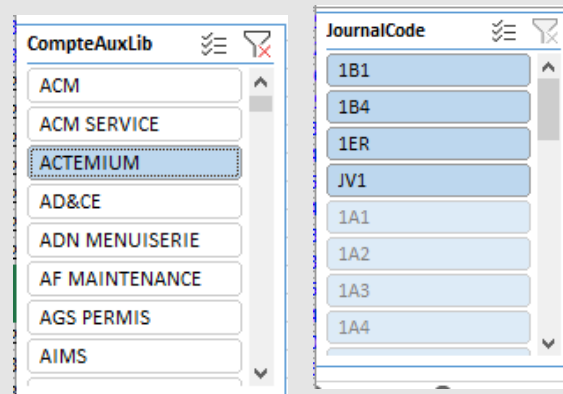 CompteAuxLib
ACM
ACM SERVICE
ACTEMIUM
AD&CE
ADN MENUISERIE
AF MAINTENANCE
AGS PERMIS
AIMS
JournalCode
1B1
1B4
1ER
JV1
1A1
1A2
1A3
1A4